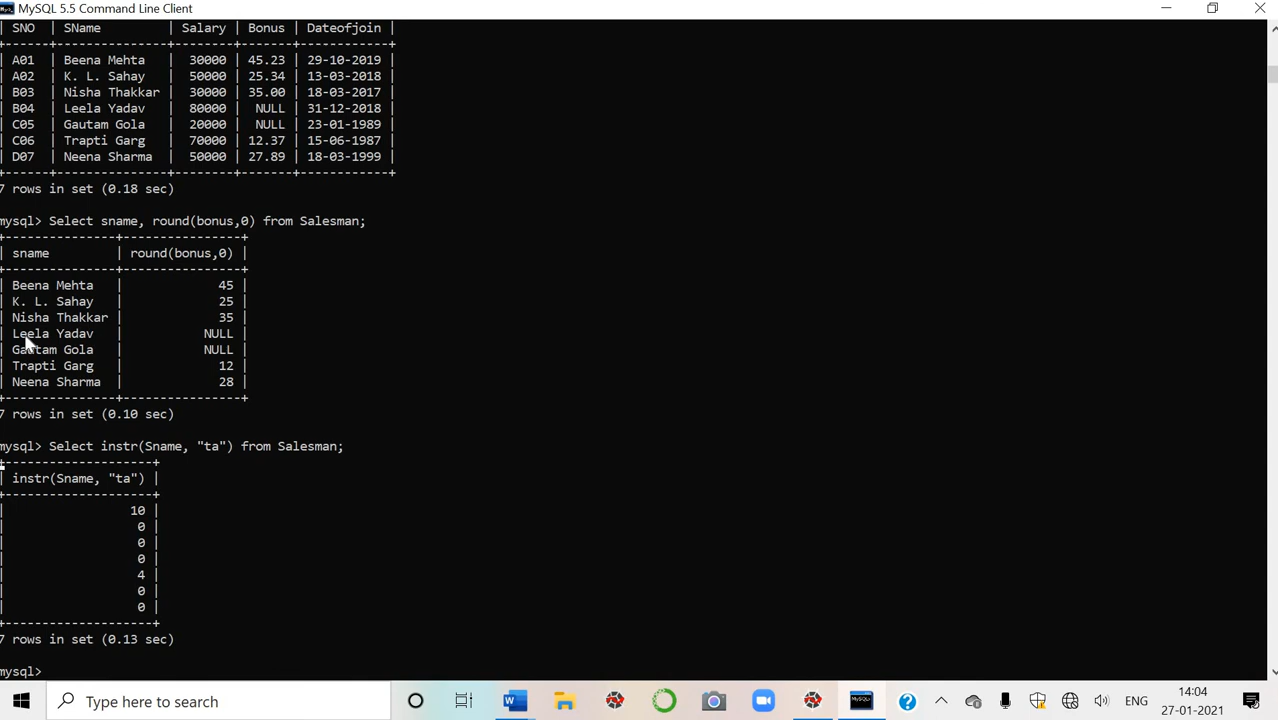 MySQL 5.5 Command Line Client
| SNO | SName | Salary | Bonus | Dateofjoin |
+------+--------------+--------+-------+------------+
| A01 | Beena Mehta | 30000 | 45.23 | 29-10-2019 |
| A02 | K. L. Sahay | 50000 | 25.34 | 13-03-2018 |
| B03 | Nisha Thakkar | 30000 | 35.00 | 18-03-2017 |
| B04 | Leela Yadav | 80000 | NULL | 31-12-2018 |
| C05 | Gautam Gola | 20000 | NULL | 23-01-1989 |
| C06 | Trapti Garg | 70000 | 12.37 | 15-06-1987 |
| D07 | Neena Sharma | 50000 | 27.89 | 18-03-1999 |
+------+--------------+--------+-------+------------+
7 rows in set (0.18 sec)
mysql> Select sname, round(bonus,0) from Salesman;
+---------------+----------------+
| sname | round(bonus,0) |
+---------------+----------------+
| Beena Mehta | 45 |
| K. L. Sahay | 25 |
| Nisha Thakkar | 35 |
| Leela Yadav | NULL |
| Gautam Gola | NULL |
| Trapti Garg | 12 |
| Neena Sharma | 28 |
+---------------+----------------+
7 rows in set (0.10 sec)
mysql> Select instr(Sname, "ta") from Salesman;
+--------------------+
| instr(Sname, "ta") |
+--------------------+
| 10 |
| 0 |
| 0 |
| 0 |
| 4 |
| 0 |
| 0 |
+--------------------+
7 rows in set (0.13 sec)
mysql>
Type here to search
ENG
14:04
27-01-2021